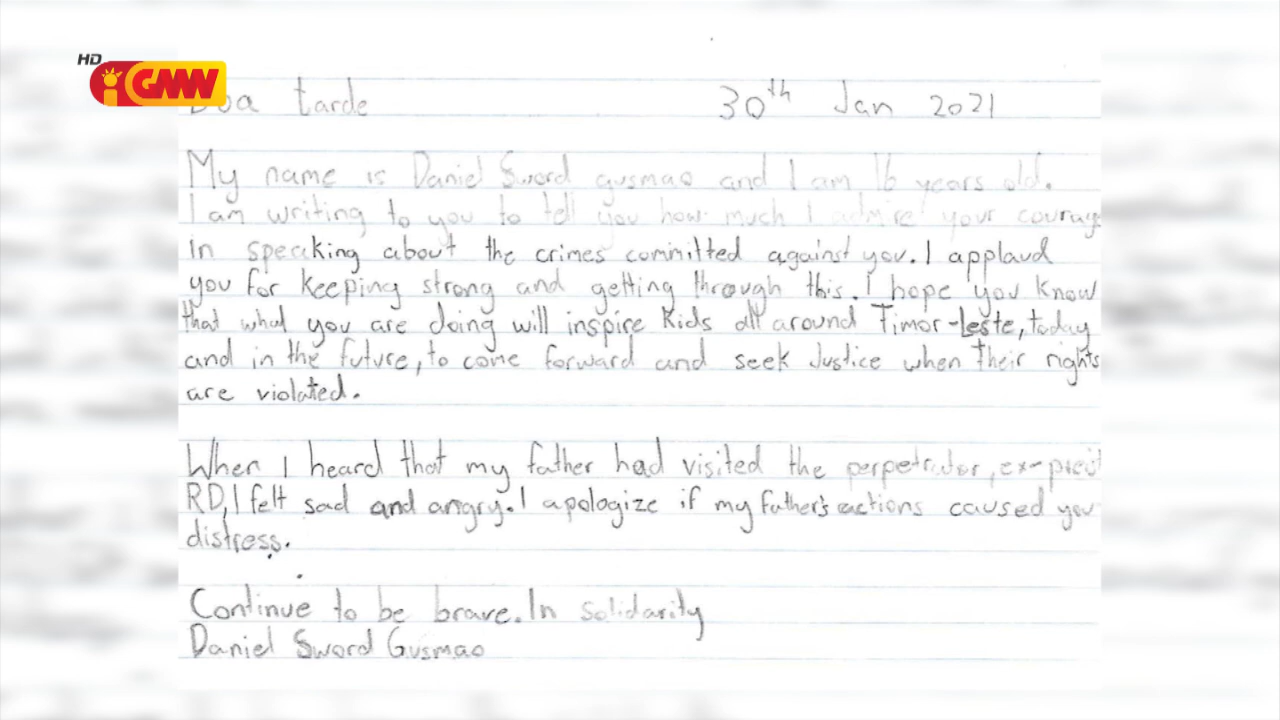 HD
iGMW
Boa tarde 30th Jan 2021
My name is Daniel Sword gusmao and I am 16 years old.
I am writing to you to tell you how much I admire your courag
in speaking about the crimes committed against you. I applaud
you for keeping strong and getting through this. I hope you know
that what you are doing will inspire kids all around Timor-Leste, today
and in the future, to come forward and seek Justice when their rights
are violated.
When I heard that my father had visited the perpetrator,
RD, I felt sad and angry. I apologize if my father's actions caused you
distress.
Continue to be brave. In solidarity
Daniel Sword Gusmao